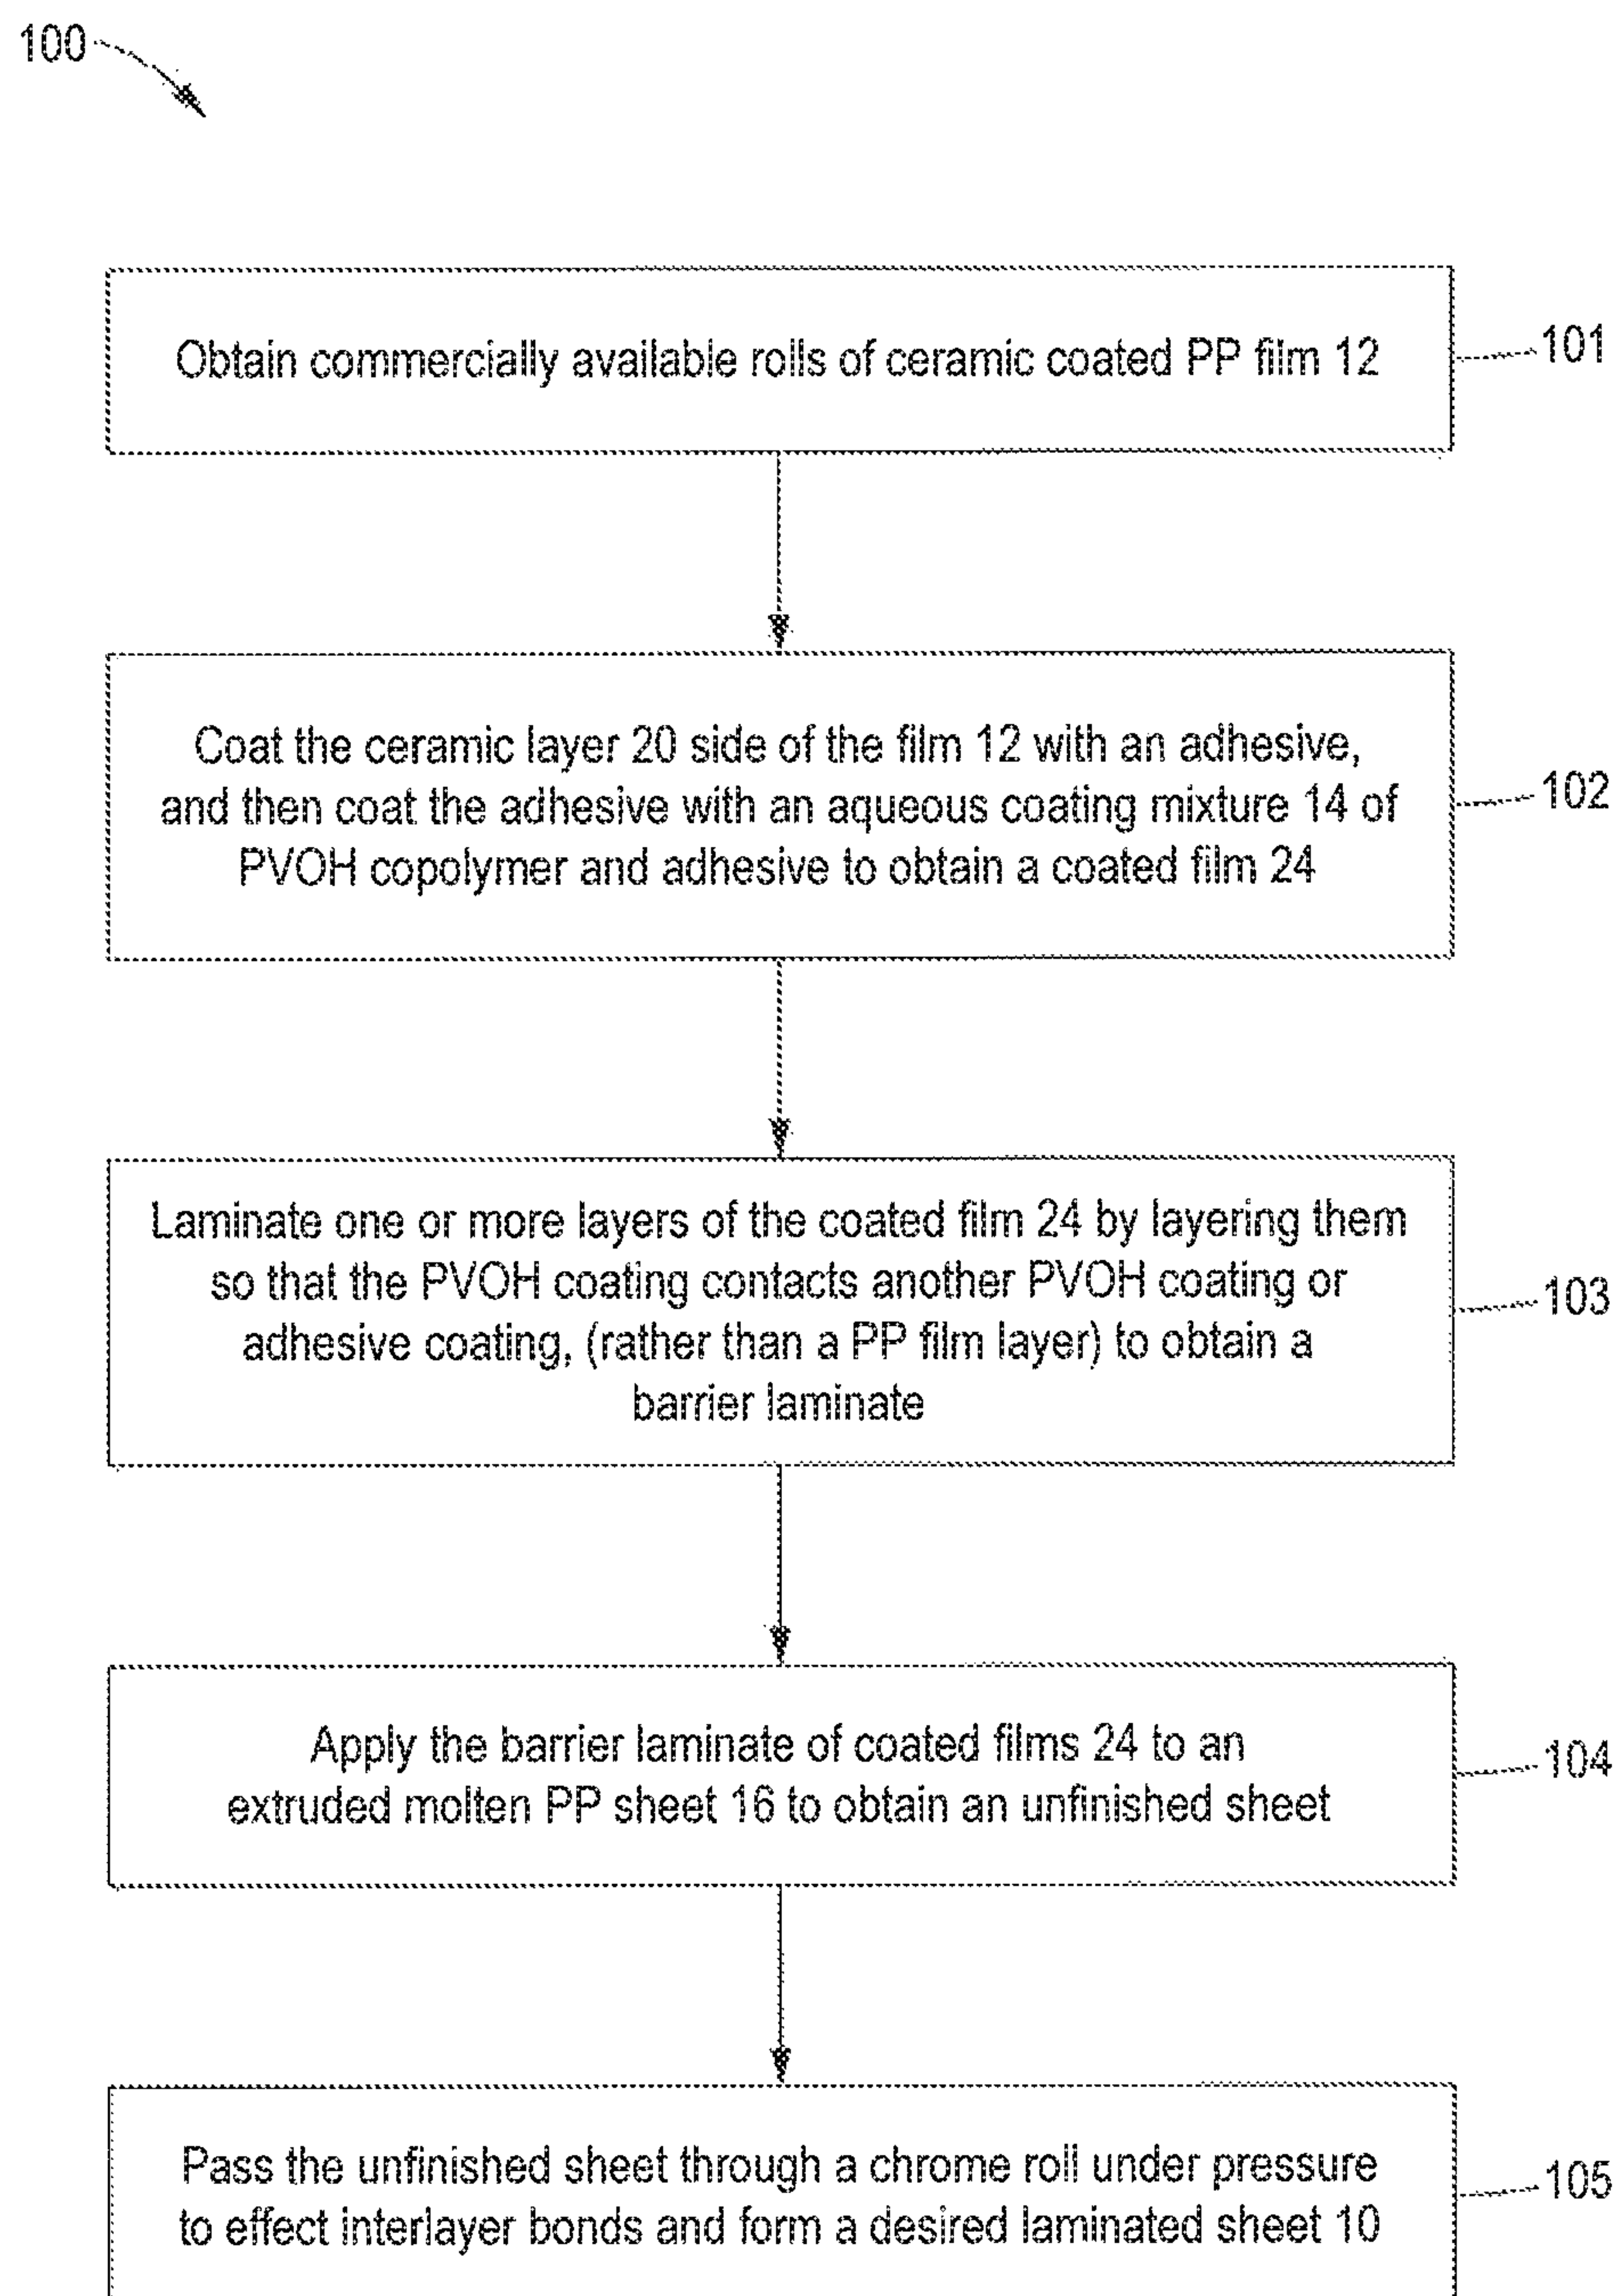 100
Obtain commercially available rolls of ceramic coated PP film 12
101
Coat the ceramic layer 20 side of the film 12 with an adhesive,
and then coat the adhesive with an aqueous coating mixture 14 of
PVOH copolymer and adhesive to obtain a coated film 24
102
Laminate one or more layers of the coated film 24 by layering them
so that the PVOH coating contacts another PVOH coating or
adhesive coating, (rather than a PP film layer) to obtain a
barrier laminate
103
Apply the barrier laminate of coated films 24 to an
extruded molten PP sheet 16 to obtain an unfinished sheet
104
Pass the unfinished sheet through a chrome roll under pressure
to effect interlayer bonds and form a desired laminated sheet 10
105